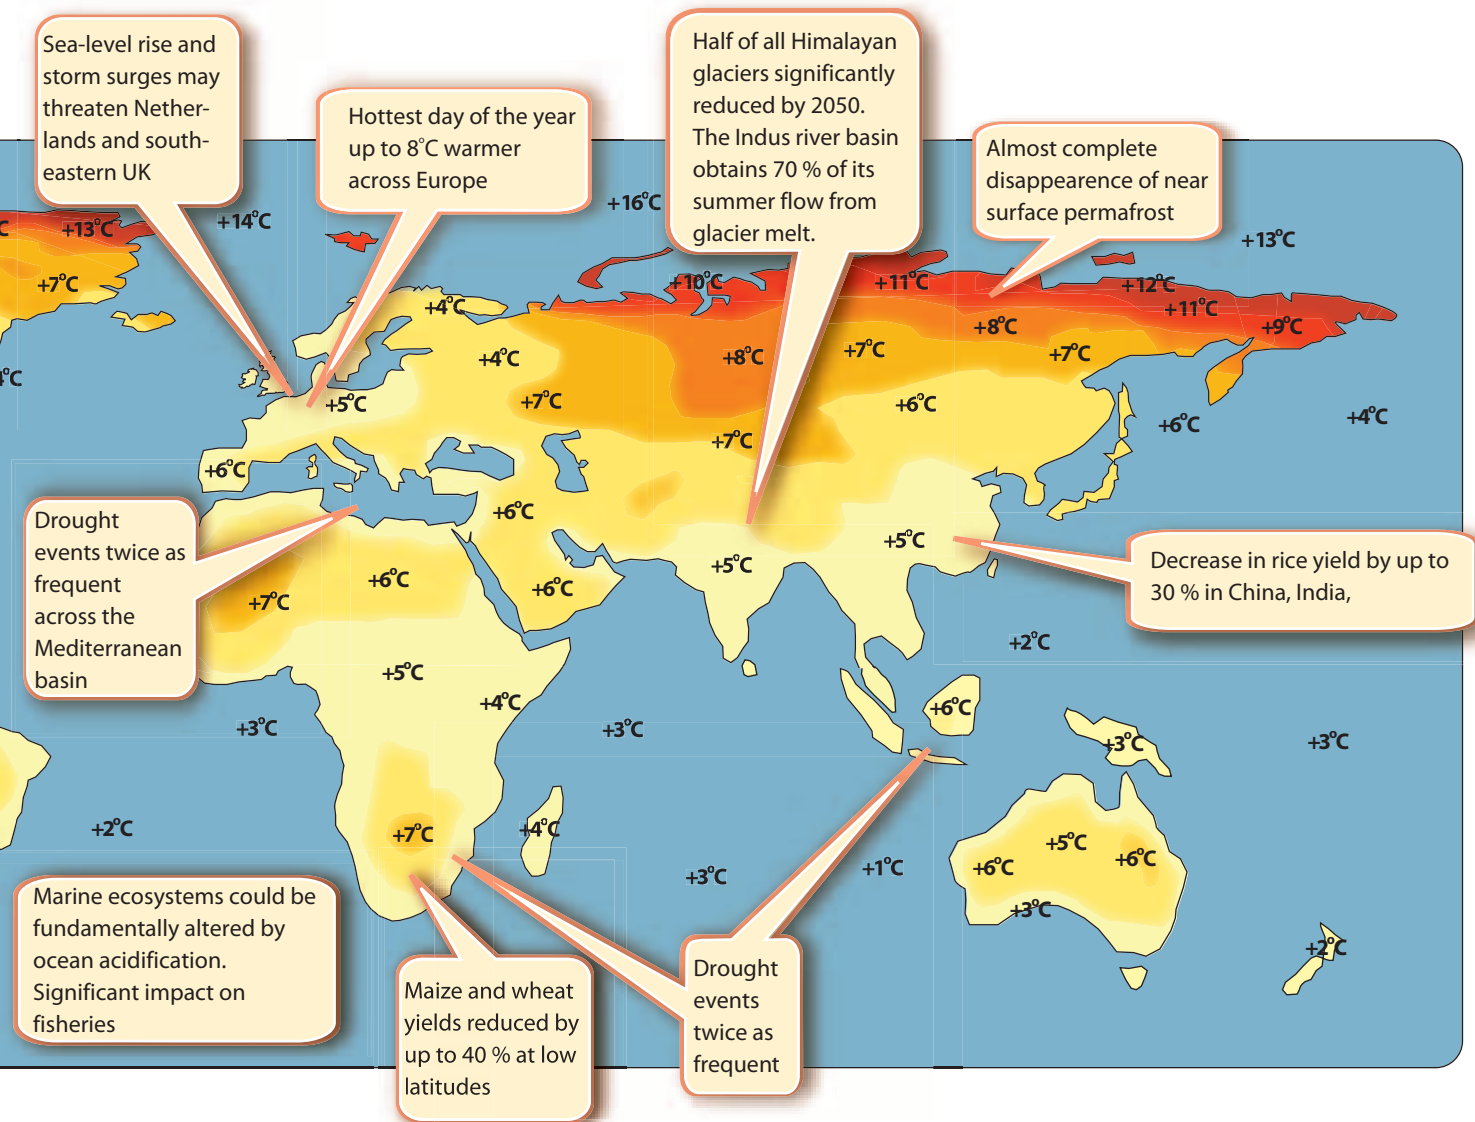 Sea-level rise and
storm surges may
threaten Nether-
lands and south-
eastern UK
Hottest day of the year
up to 8°C warmer
across Europe
Half of all Himalayan
glaciers significantly
reduced by 2050.
The Indus river basin
obtains 70 % of its
summer flow from
glacier melt.
Almost complete
disappearence of near
surface permafrost
+16°C
+14°C
+13°C
+13°C
+7°C
+10°C
+11°C
+12°C
+11°C
+9°C
+4°C
+8°C
+4°C
+8°C
+7°C
+7°C
+5°C
+7°C
+6°C
+6°C
+4°C
+7°C
+6°C
Drought
events twice as
frequent
across the
Mediterranean
basin
+6°C
+5°C
+5°C
Decrease in rice yield by up to
30 % in China, India,
+6°C
+6°C
+7°C
+2°C
+5°C
+4°C
+6°C
+3°C
+3°C
+3°C
+3°C
+2°C
+7°C
+4°C
+5°C
+6°C
+6°C
+3°C
+1°C
+3°C
+2°C
Marine ecosystems could be
fundamentally altered by
ocean acidification.
Significant impact on
fisheries
Maize and wheat
yields reduced by
up to 40 % at low
latitudes
Drought
events
twice as
frequent